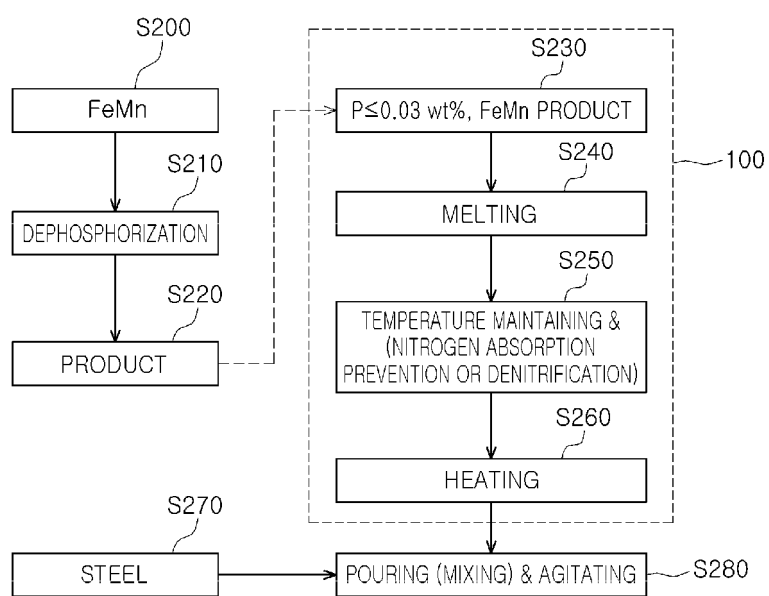 S200
FeMn
S210
DEPHOSPHORIZATION
S220
PRODUCT
S230
P≤0.03 wt%, FeMn PRODUCT
S240
MELTING
100
S250
TEMPERATURE MAINTAINING &
(NITROGEN ABSORPTION
PREVENTION OR DENITRIFICATION)
S260
HEATING
S270
STEEL
POURING (MIXING) & AGITATING
S280